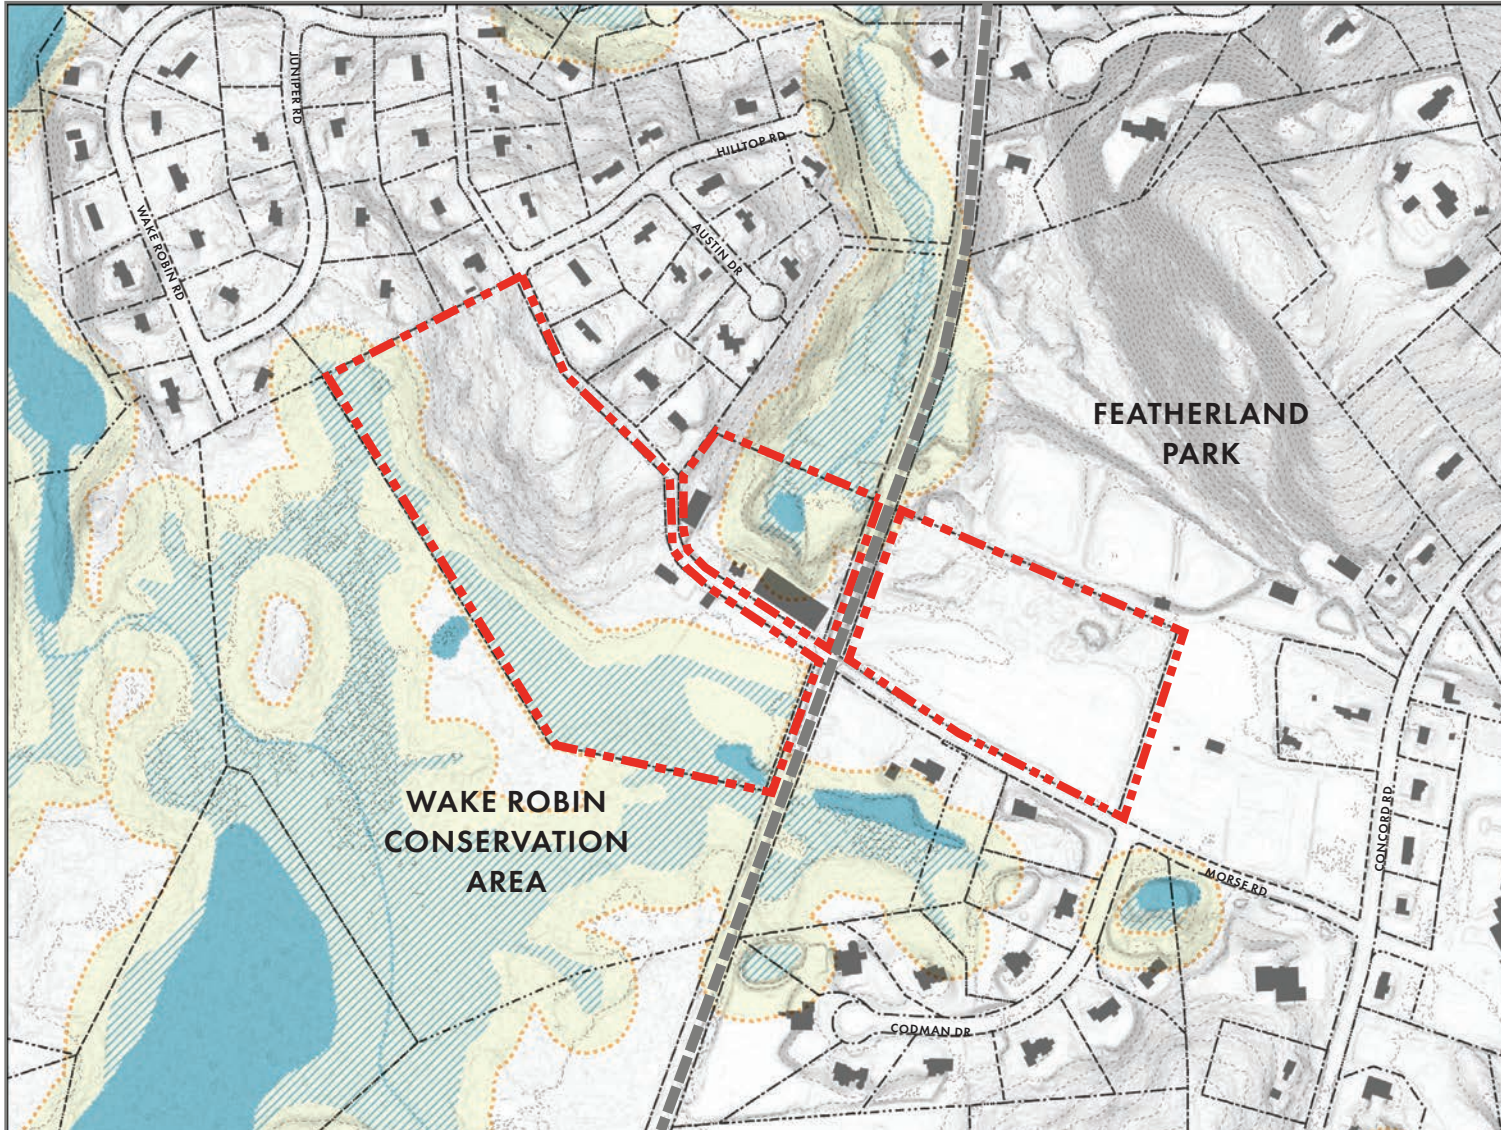 JUNIPER RD
HILLTOP RD
WAKE ROBIN RD
AUSTIN DR
FEATHERLAND
PARK
WAKE ROBIN
CONSERVATION
AREA
CONCORD RD
MORSE RD
CODMAN DR